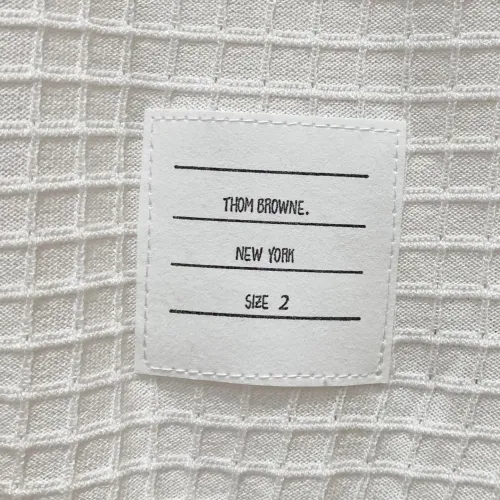 THOM BROWNE.
NEW YORK
SIZE 2